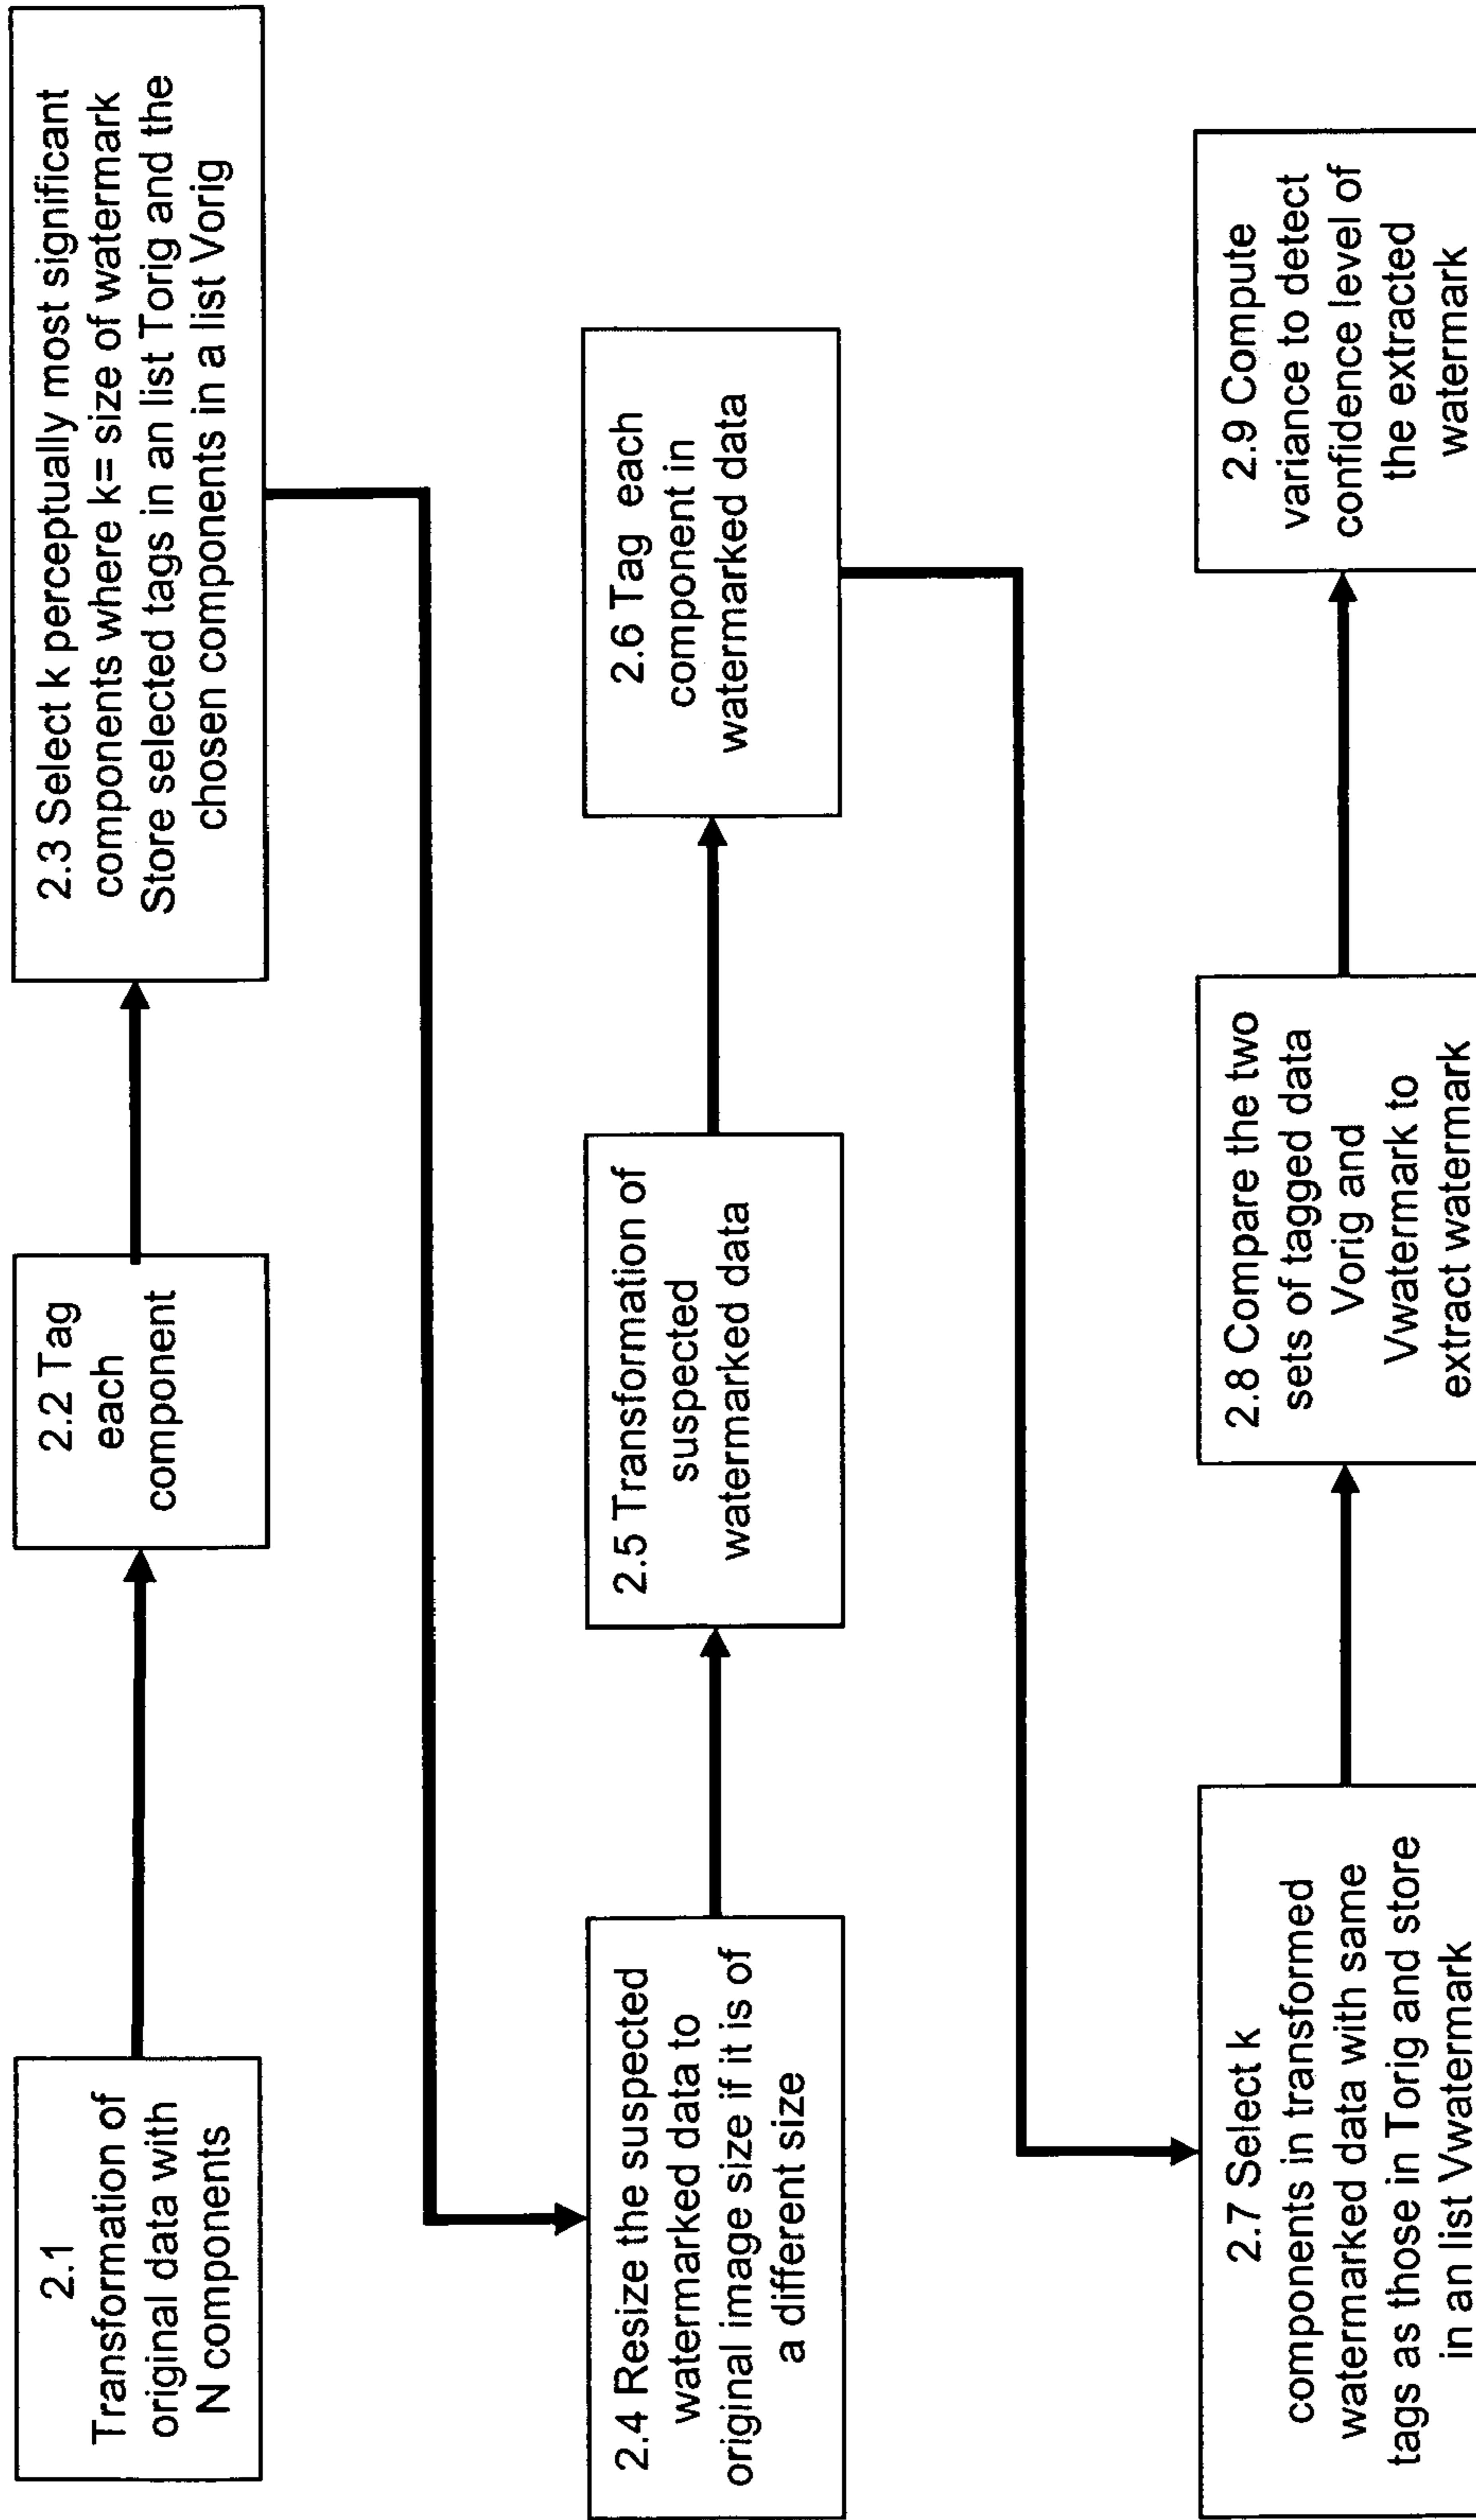 2.1
Transformation of
original data with
N components
2.2 Tag
each
component
2.3 Select k perceptually most significant
components where k= size of watermark
Store selected tags in an list Torig and the
chosen components in a list Vorig
2.4 Resize the suspected
watermarked data to
original image size if it is of
a different size
2.5 Transformation of
suspected
watermarked data
2.6 Tag each
component in
watermarked data
2.7 Select k
components in transformed
watermarked data with same
tags as those in Torig and store
in an list Vwatermark
2.8 Compare the two
sets of tagged data
Vorig and
Vwatermark to
extract watermark
2.9 Compute
variance to detect
confidence level of
the extracted
watermark